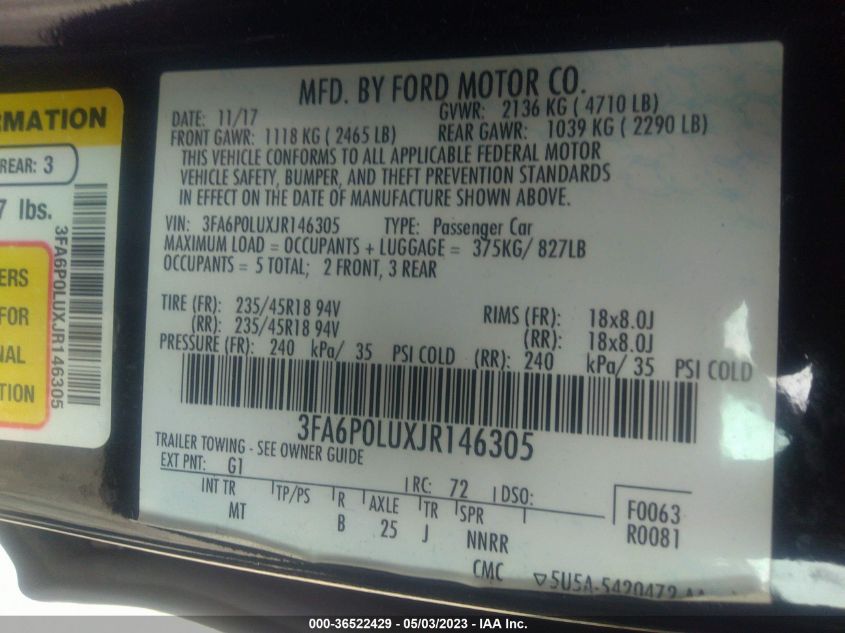 RMATION
REAR: 3
7 lbs.
3FA6P0LUXJR146305
ERS
FOR
NAL
TION
MFD. BY FORD MOTOR CO.
DATE: 11/17 GVWR: 2136 KG ( 4710 LB)
FRONT GAWR: 1118 KG ( 2465 LB) REAR GAWR: 1039 KG ( 2290 LB)
THIS VEHICLE CONFORMS TO ALL APPLICABLE FEDERAL MOTOR
VEHICLE SAFETY, BUMPER, AND THEFT PREVENTION STANDARDS
IN EFFECT ON THE DATE OF MANUFACTURE SHOWN ABOVE.
VIN: 3FA6P0LUXJR146305 TYPE: Passenger Car
MAXIMUM LOAD = OCCUPANTS + LUGGAGE = 375KG/ 827LB
OCCUPANTS = 5 TOTAL; 2 FRONT, 3 REAR
TIRE (FR): 235/45R18 94V RIMS (FR): 18x8.0J
(RR): 235/45R18 94V (RR): 18x8.0J
PRESSURE (FR): 240 kPa/ 35 PSI COLD (RR): 240 kPa/ 35 PSI COLD
3FA6P0LUXJR146305
TRAILER TOWING - SEE OWNER GUIDE
EXT PNT: G1 RC: 72 DSO:
INT TR TP/PS R AXLE TR SPR F0063
MT B 25 J NNRR R0081
CMC ▽5U5A-5420472-AA
000-36522429 — 05/03/2023 — IAA Inc.